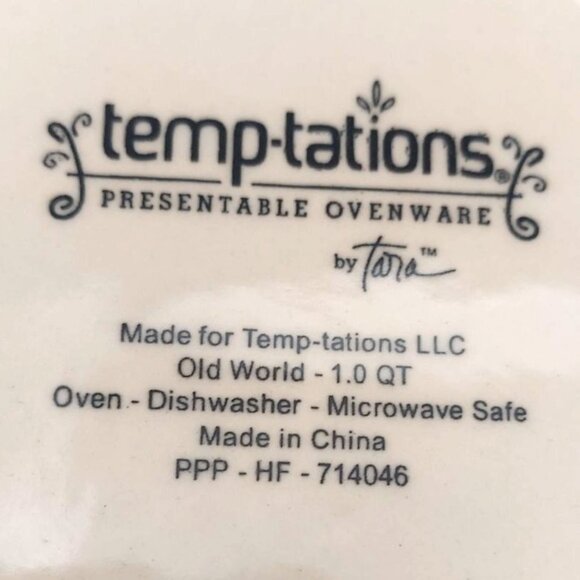 temp-tations®
PRESENTABLE OVENWARE
by Tara™
Made for Temp-tations LLC
Old World - 1.0 QT
Oven - Dishwasher - Microwave Safe
Made in China
PPP - HF - 714046